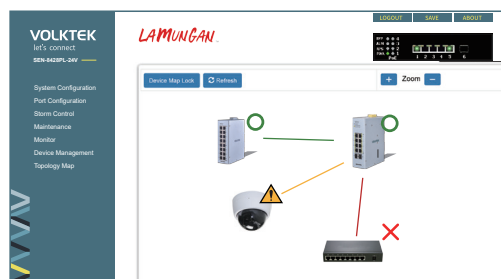 LOGOUT SAVE ABOUT
VOLKTEK
let's connect
SEN-8428PL-24V
LAMUNGAN
PoE 1 2 3 4 5 6
Device Map Lock Refresh + Zoom −
System Configuration
Port Configuration
Storm Control
Maintenance
Monitor
Device Management
Topology Map